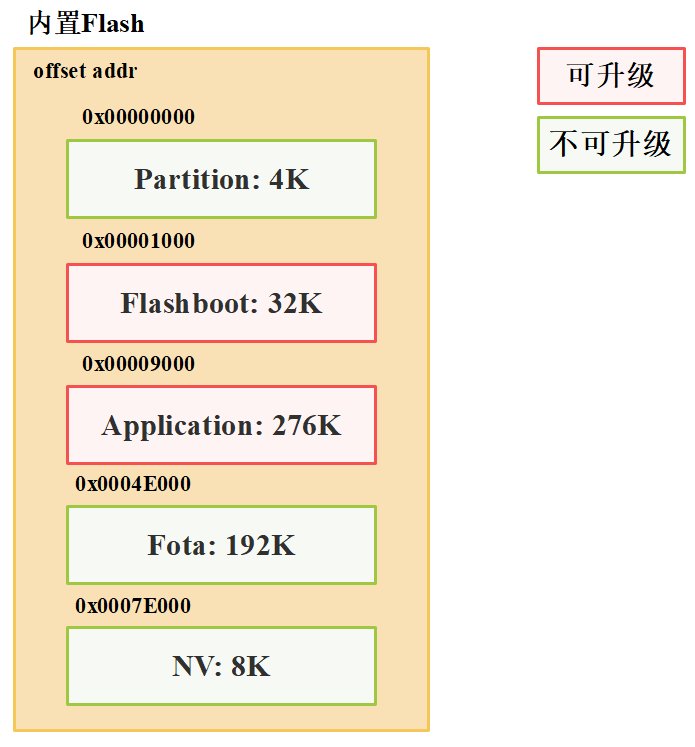 内置Flash
offset addr
可升级
0x00000000
不可升级
Partition: 4K
0x00001000
Flashboot: 32K
0x00009000
Application: 276K
0x0004E000
Fota: 192K
0x0007E000
NV: 8K